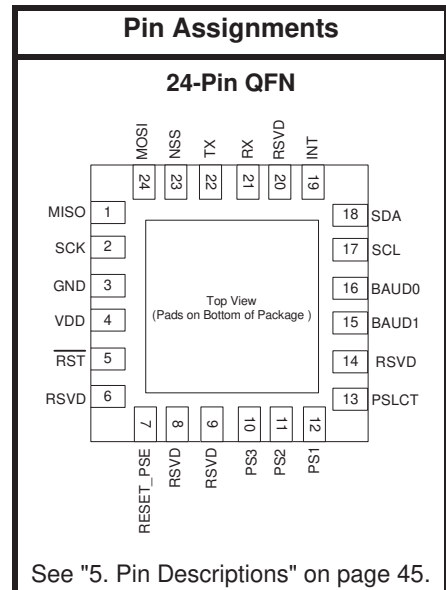 Pin Assignments
24-Pin QFN
MOSI
NSS
TX
RX
RSVD
INT
24
23
22
21
20
19
MISO 1
SCK 2
GND 3
VDD 4
RST 5
RSVD 6
18 SDA
17 SCL
16 BAUD0
15 BAUD1
14 RSVD
13 PSLCT
Top View
(Pads on Bottom of Package )
7
8
9
10
11
12
RESET_PSE
RSVD
RSVD
PS3
PS2
PS1
See "5. Pin Descriptions" on page 45.